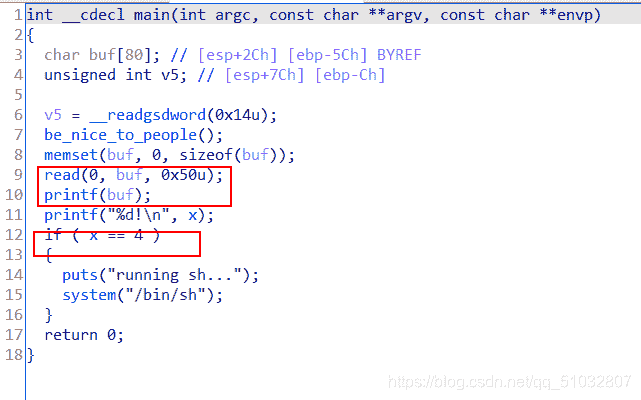 1 int __cdecl main(int argc, const char **argv, const char **envp)
2 {
3 char buf[80]; // [esp+2Ch] [ebp-5Ch] BYREF
4 unsigned int v5; // [esp+7Ch] [ebp-Ch]
5
6 v5 = __readgsdword(0x14u);
7 be_nice_to_people();
8 memset(buf, 0, sizeof(buf));
9 read(0, buf, 0x50u);
10 printf(buf);
11 printf("%d!\n", x);
12 if ( x == 4 )
13 {
14 puts("running sh...");
15 system("/bin/sh");
16 }
17 return 0;
18 }
https://blog.csdn.net/qq_51032807